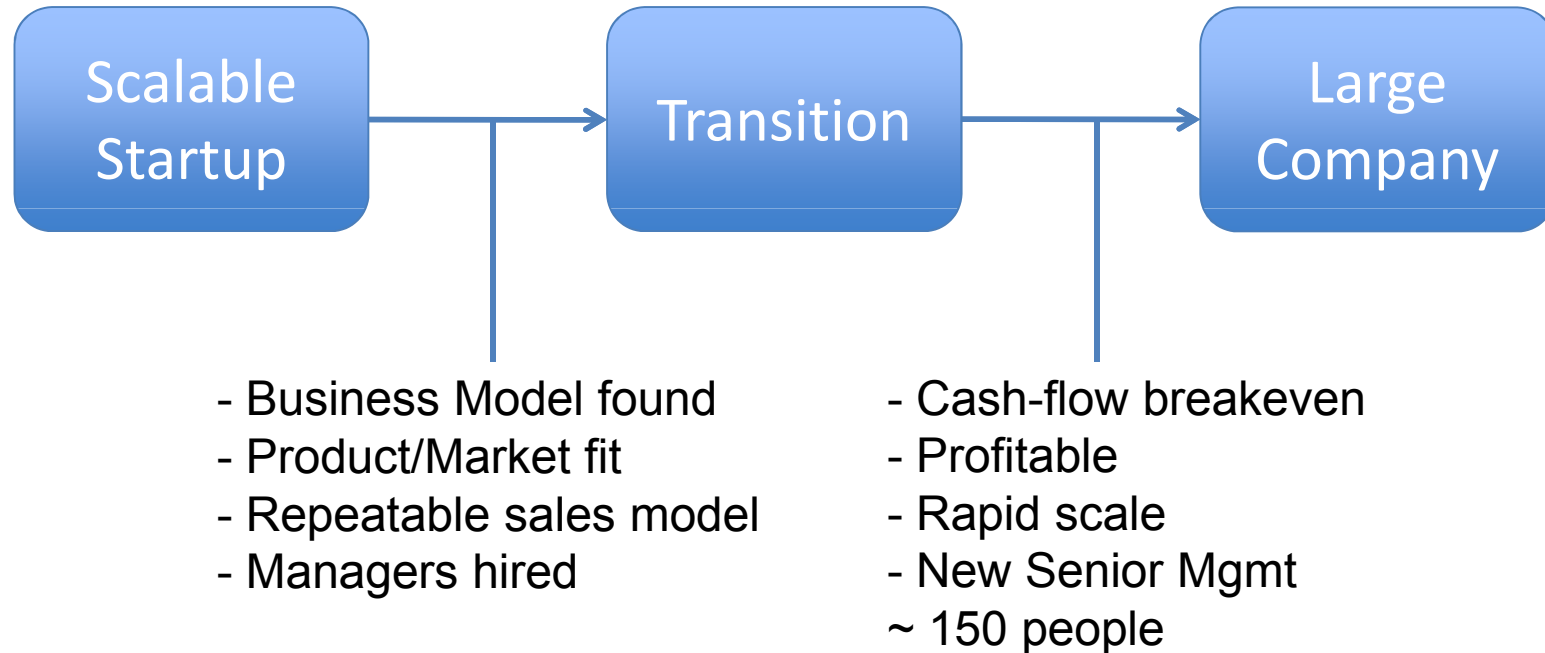 Scalable
Startup
Transition
Large
Company
- Business Model found
- Product/Market fit
- Repeatable sales model
- Managers hired
- Cash-flow breakeven
- Profitable
- Rapid scale
- New Senior Mgmt
~ 150 people